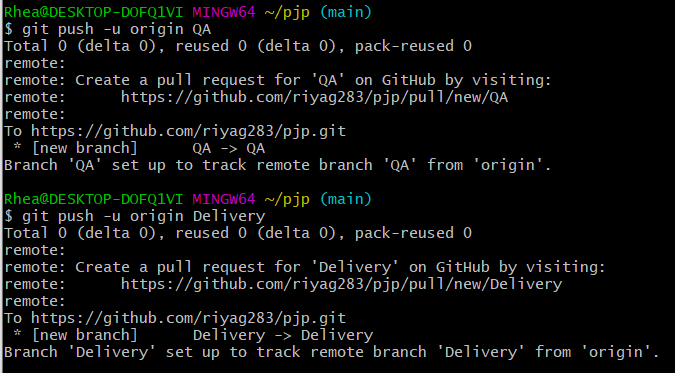 Rhea@DESKTOP-DOFQ1VI MINGW64 ~/pjp (main)
$ git push -u origin QA
Total 0 (delta 0), reused 0 (delta 0), pack-reused 0
remote:
remote: Create a pull request for 'QA' on GitHub by visiting:
remote:      https://github.com/riyag283/pjp/pull/new/QA
remote:
To https://github.com/riyag283/pjp.git
 * [new branch]      QA -> QA
Branch 'QA' set up to track remote branch 'QA' from 'origin'.

Rhea@DESKTOP-DOFQ1VI MINGW64 ~/pjp (main)
$ git push -u origin Delivery
Total 0 (delta 0), reused 0 (delta 0), pack-reused 0
remote:
remote: Create a pull request for 'Delivery' on GitHub by visiting:
remote:      https://github.com/riyag283/pjp/pull/new/Delivery
remote:
To https://github.com/riyag283/pjp.git
 * [new branch]      Delivery -> Delivery
Branch 'Delivery' set up to track remote branch 'Delivery' from 'origin'.